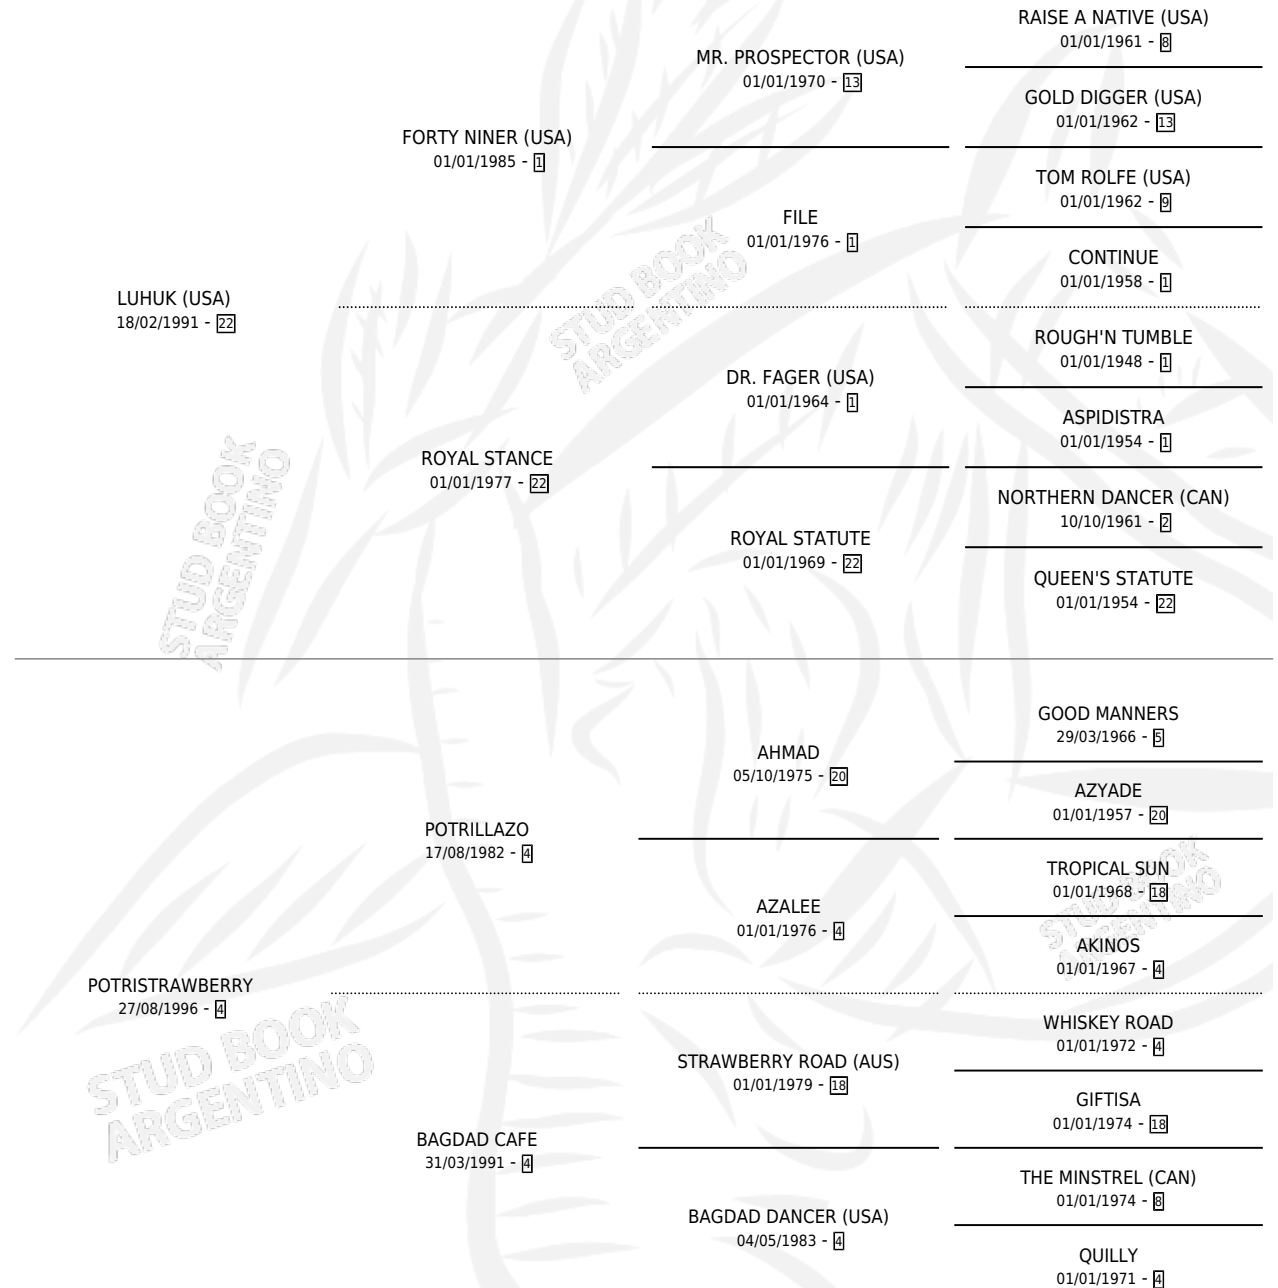 RAISE A NATIVE (USA)
01/01/1961 - 8
MR. PROSPECTOR (USA)
01/01/1970 - 13
GOLD DIGGER (USA)
01/01/1962 - 13
FORTY NINER (USA)
01/01/1985 - 1
TOM ROLFE (USA)
01/01/1962 - 9
FILE
01/01/1976 - 1
CONTINUE
01/01/1958 - 1
LUHUK (USA)
18/02/1991 - 22
STUD BOOK
ARGENTINO
ROUGH'N TUMBLE
01/01/1948 - 1
DR. FAGER (USA)
01/01/1964 - 1
ASPIDISTRA
01/01/1954 - 1
ROYAL STANCE
01/01/1977 - 22
NORTHERN DANCER (CAN)
10/10/1961 - 2
ROYAL STATUTE
01/01/1969 - 22
QUEEN'S STATUTE
01/01/1954 - 22
STUD BOOK
ARGENTINO
GOOD MANNERS
29/03/1966 - 5
AHMAD
05/10/1975 - 20
AZYADE
01/01/1957 - 20
POTRILLAZO
17/08/1982 - 4
TROPICAL SUN
01/01/1968 - 18
AZALEE
01/01/1976 - 4
STUD BOOK
ARGENTINO
AKINOS
01/01/1967 - 4
POTRISTRAWBERRY
27/08/1996 - 4
WHISKEY ROAD
01/01/1972 - 4
STRAWBERRY ROAD (AUS)
01/01/1979 - 18
GIFTISA
01/01/1974 - 18
STUD BOOK
ARGENTINO
BAGDAD CAFE
31/03/1991 - 4
THE MINSTREL (CAN)
01/01/1974 - 8
BAGDAD DANCER (USA)
04/05/1983 - 4
QUILLY
01/01/1971 - 4